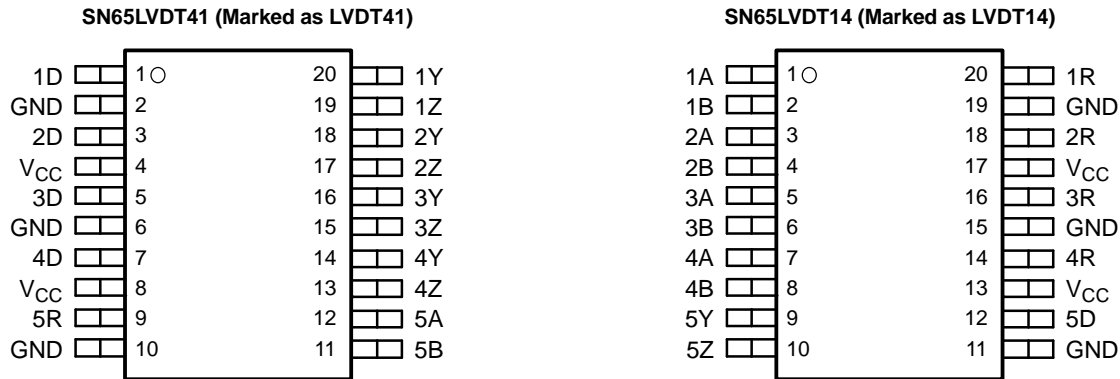 SN65LVDT41 (Marked as LVDT41)
1D 1 20 1Y
GND 2 19 1Z
2D 3 18 2Y
VCC 4 17 2Z
3D 5 16 3Y
GND 6 15 3Z
4D 7 14 4Y
VCC 8 13 4Z
5R 9 12 5A
GND 10 11 5B
SN65LVDT14 (Marked as LVDT14)
1A 1 20 1R
1B 2 19 GND
2A 3 18 2R
2B 4 17 VCC
3A 5 16 3R
3B 6 15 GND
4A 7 14 4R
4B 8 13 VCC
5Y 9 12 5D
5Z 10 11 GND